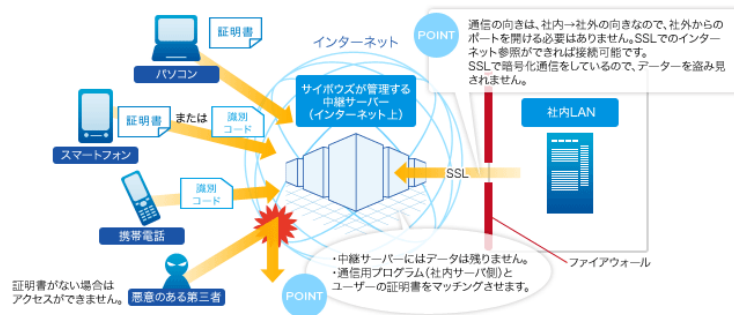 証明書
パソコン
インターネット
POINT
通信の向きは、社内→社外の向きなので、社外からの
ポートを開ける必要はありません。SSLでのインター
ネット参照ができれば接続可能です。
SSLで暗号化通信をしているので、データーを盗み見
されません。
サイボウズが管理する
中継サーバー
(インターネット上)
社内LAN
証明書
または
識別
コード
スマートフォン
SSL
識別
コード
携帯電話
・中継サーバーにはデータは残りません。
・通信用プログラム(社内サーバ側)と
ユーザーの証明書をマッチングさせます。
POINT
ファイアウォール
証明書がない場合は
アクセスができません。
悪意のある第三者